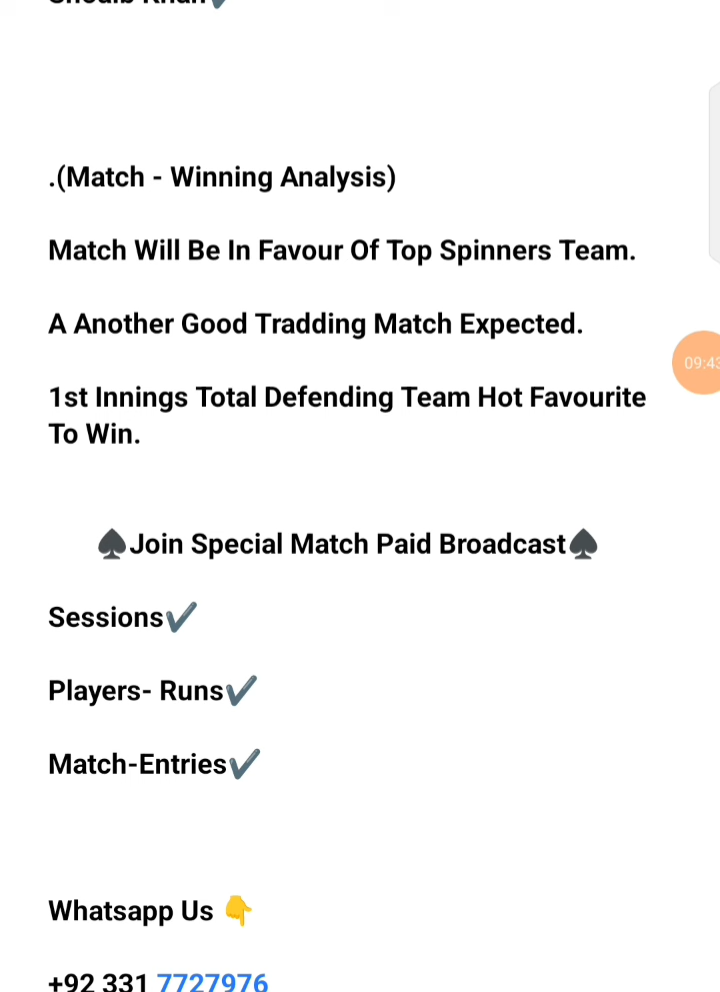 .(Match - Winning Analysis)
Match Will Be In Favour Of Top Spinners Team.
A Another Good Tradding Match Expected.
1st Innings Total Defending Team Hot Favourite
To Win.
♠️Join Special Match Paid Broadcast♠️
Sessions✔️
Players- Runs✔️
Match-Entries✔️
Whatsapp Us 👇
+92 331 7727976